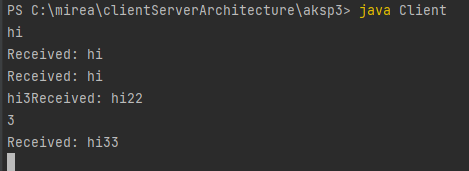 PS C:\mirea\clientServerArchitecture\aksp3> java Client
hi
Received: hi
Received: hi
hi3Received: hi22
3
Received: hi33